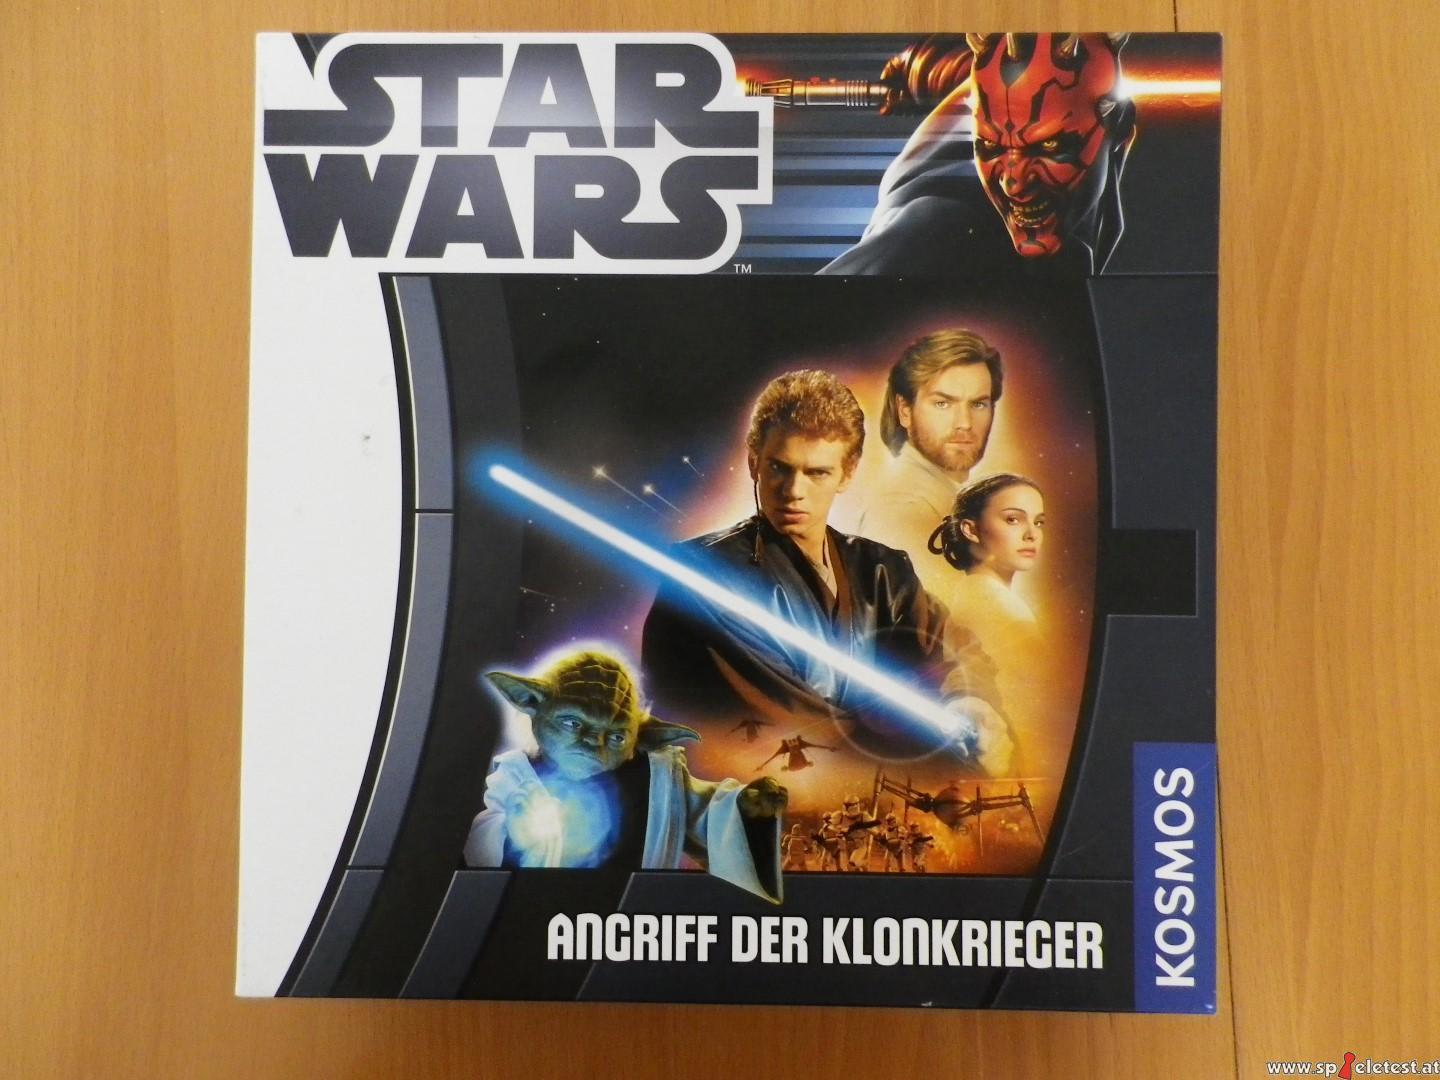 STAR
WARS
TM
ANGRIFF DER KLONKRIEGER
KOSMOS
www.spieletest.at